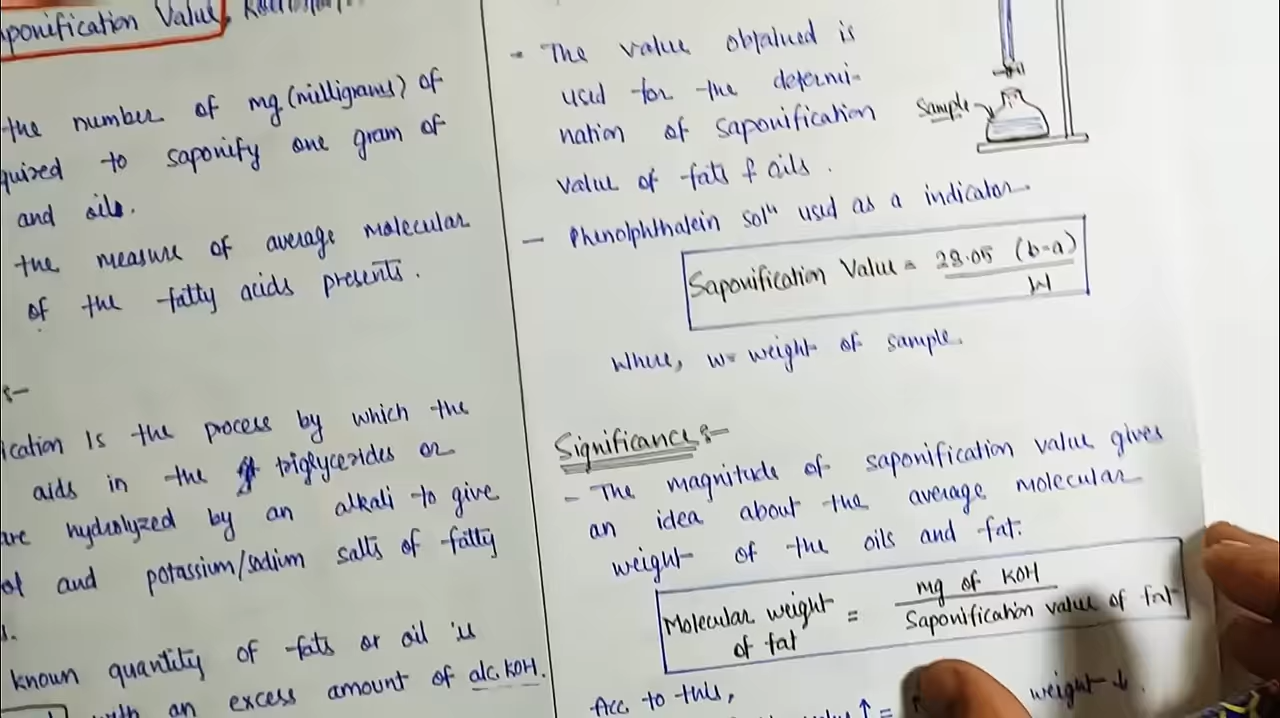 ponification Value,
the number of mg (milligrams) of
quired to saponify one gram of
and oils.
the measure of average molecular
of the fatty acids presents.
:-
ication is the process by which the
aids in the triglycerides or
are hydrolyzed by an alkali to give
ol and potassium/sodium salts of fatty
known quantity of fats or oil is
with an excess amount of alc. KOH.
- The value obtained is
used for the determi-
nation of saponification
value of fats & oils.
Sample
- Phenolphthalein solⁿ used as a indicator.
Saponification Value = 28.05 (b-a)
W
Where, w= weight of sample.
Significance:-
- The magnitude of saponification value gives
an idea about the average molecular
weight of the oils and fat.
Molecular weight of fat = mg of KOH
Saponification value of fat
Acc to this,
↑ = weight ↓.